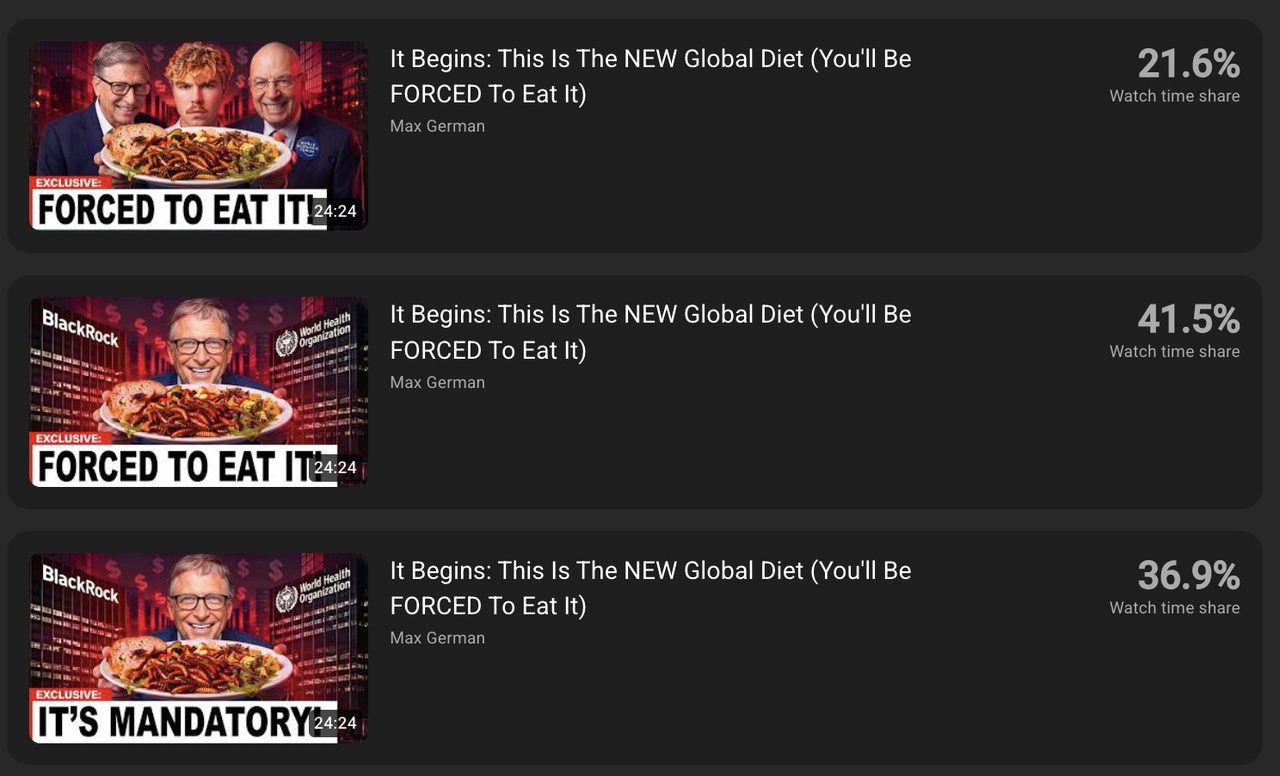 It Begins: This Is The NEW Global Diet (You'll Be
FORCED To Eat It)
Max German
21.6%
Watch time share
EXCLUSIVE:
FORCED TO EAT IT!
24:24
It Begins: This Is The NEW Global Diet (You'll Be
FORCED To Eat It)
Max German
41.5%
Watch time share
BlackRock
World Health
Organization
EXCLUSIVE:
FORCED TO EAT IT!
24:24
It Begins: This Is The NEW Global Diet (You'll Be
FORCED To Eat It)
Max German
36.9%
Watch time share
BlackRock
World Health
Organization
EXCLUSIVE:
IT'S MANDATORY!
24:24